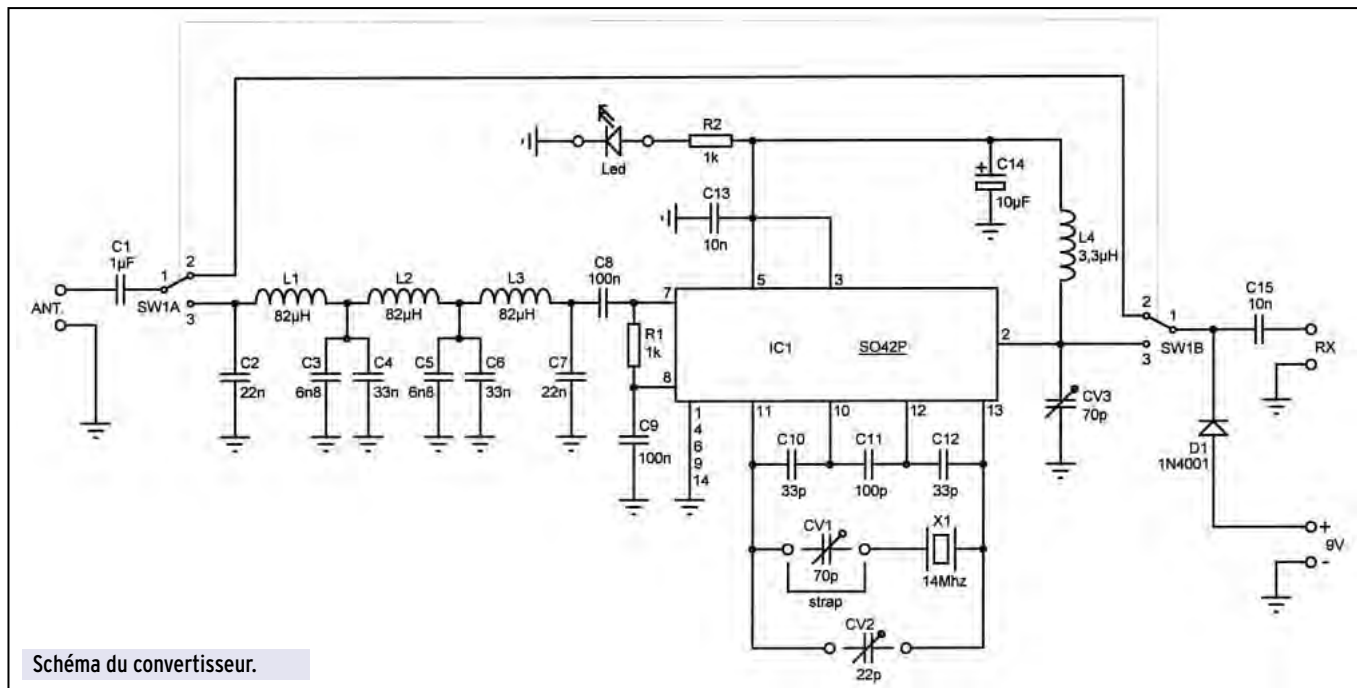 R2
1k
Led
C14
+
10µF
C13
10n
L4
3,3µH
C1
1µF
1
2
3
SW1A
ANT.
L1
82µH
L2
82µH
L3
82µH
C8
100n
7
5
3
R1
1k
8
IC1
SO42P
2
2
1
3
SW1B
C15
10n
RX
C2
22n
C3
6n8
C4
33n
C5
6n8
C6
33n
C7
22n
C9
100n
1
4
6
9
14
11
10
12
13
C10
33p
C11
100p
C12
33p
CV3
70p
D1
1N4001
CV1
70p
X1
14Mhz
strap
+
9V
-
CV2
22p
Schéma du convertisseur.